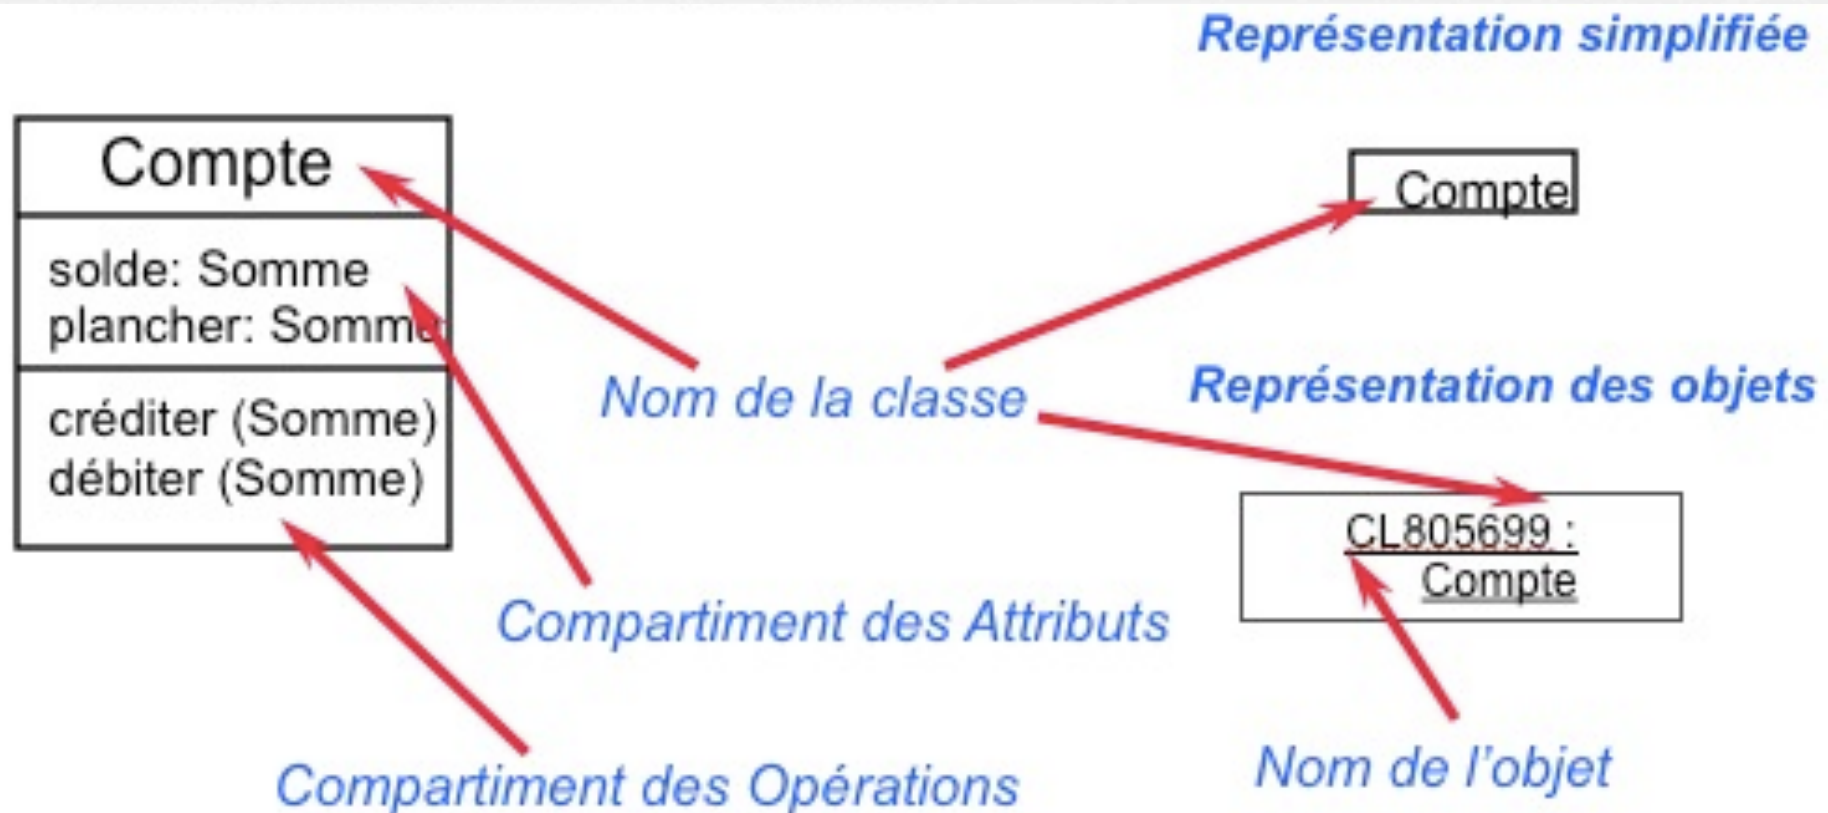 Représentation simplifiée
Compte
solde: Somme
plancher: Somme
créditer (Somme)
débiter (Somme)
Compte
Nom de la classe
Représentation des objets
CL805699 :
Compte
Compartiment des Attributs
Nom de l'objet
Compartiment des Opérations